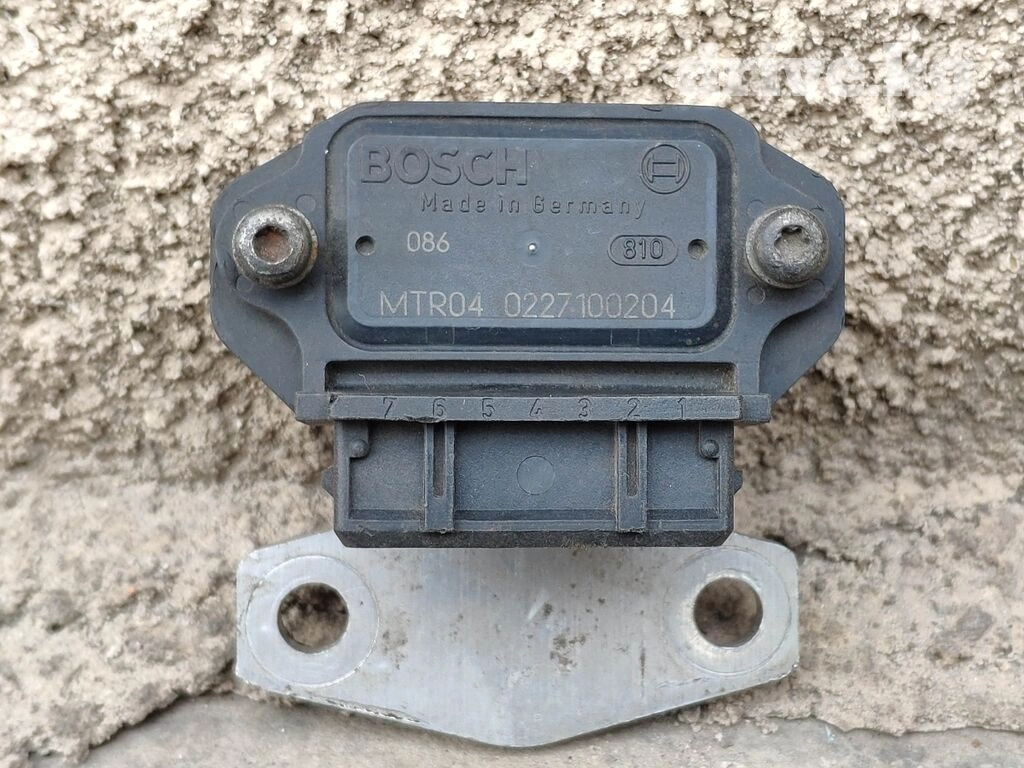 BOSCH
Made in Germany
086 810
MTR04 0227100204
7 6 5 4 3 2 1